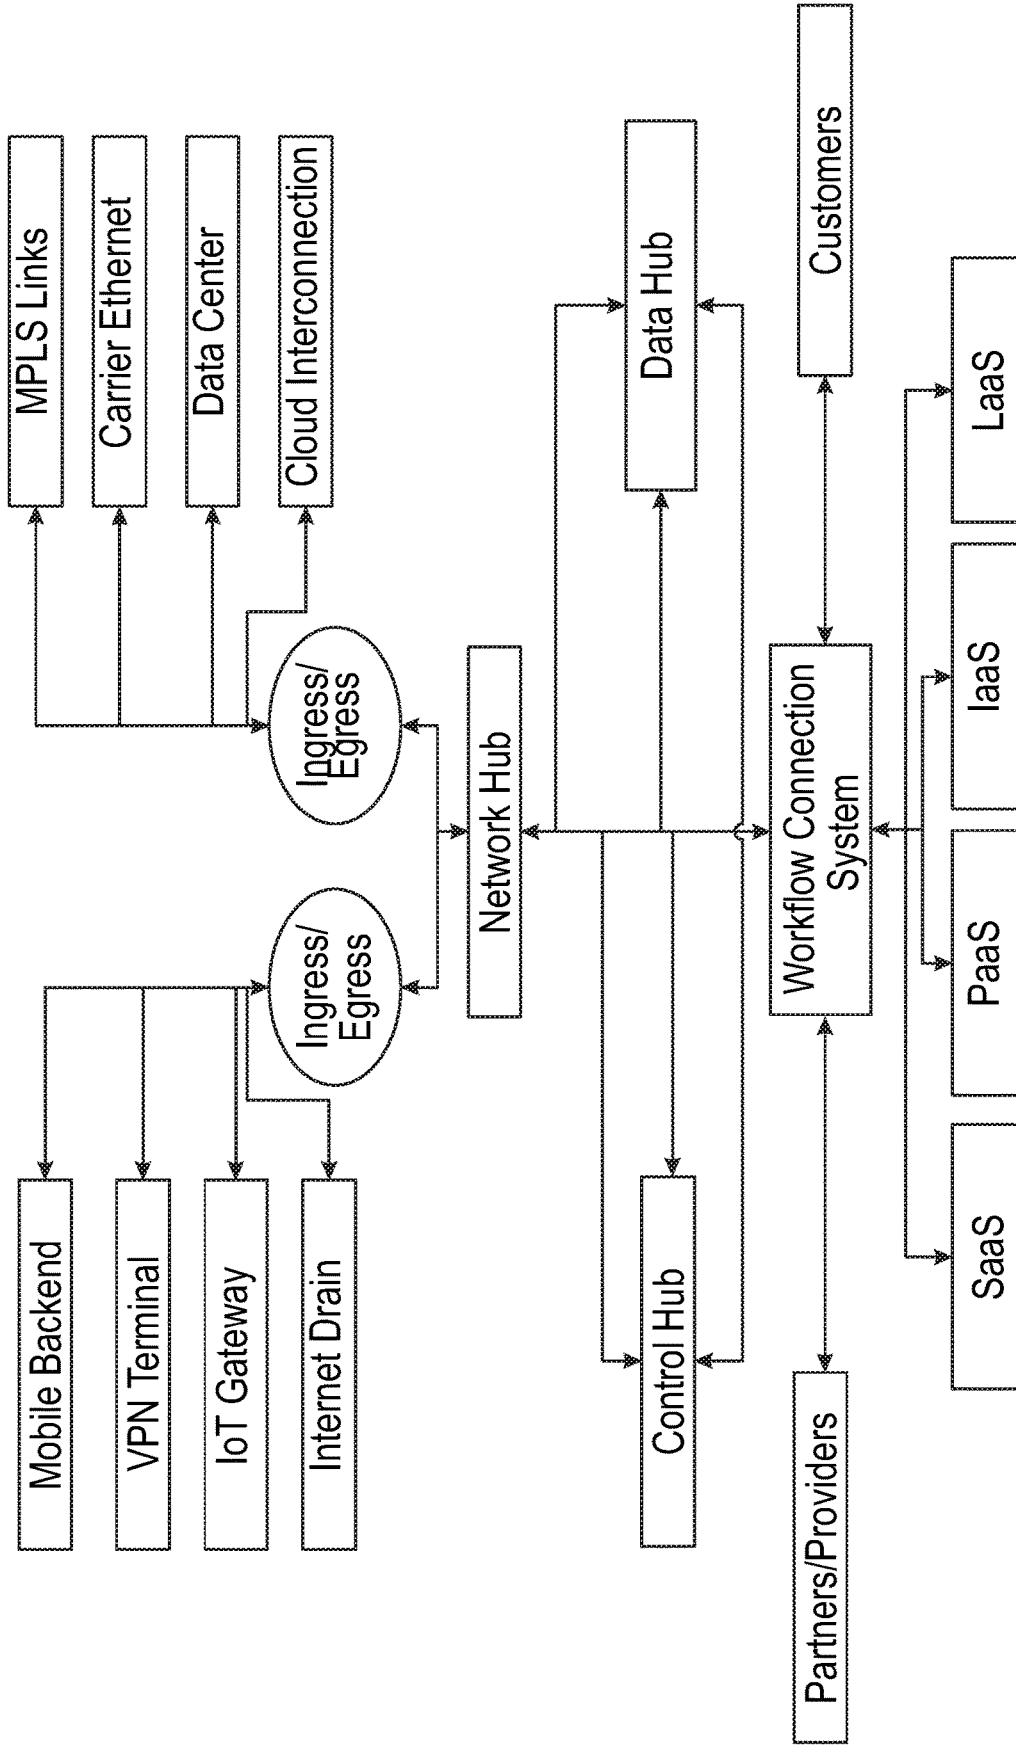 Mobile Backend
VPN Terminal
IoT Gateway
Internet Drain
MPLS Links
Carrier Ethernet
Data Center
Cloud Interconnection
Ingress/
Egress
Ingress/
Egress
Network Hub
Control Hub
Data Hub
Partners/Providers
Workflow Connection
System
Customers
SaaS
PaaS
IaaS
LaaS